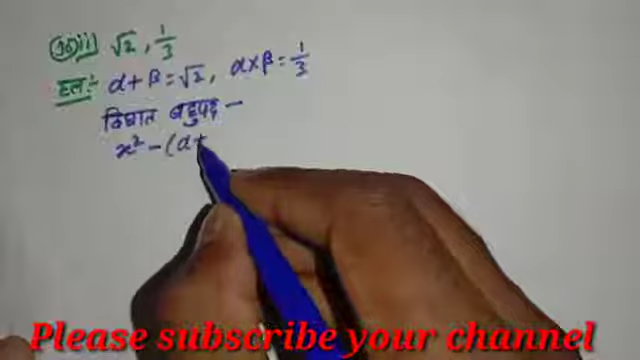 (ii) √2, 1/3
हल:- α + β = √2, α × β = 1/3
द्विघात बहुपद -
x² - (α +
Please subscribe your channel